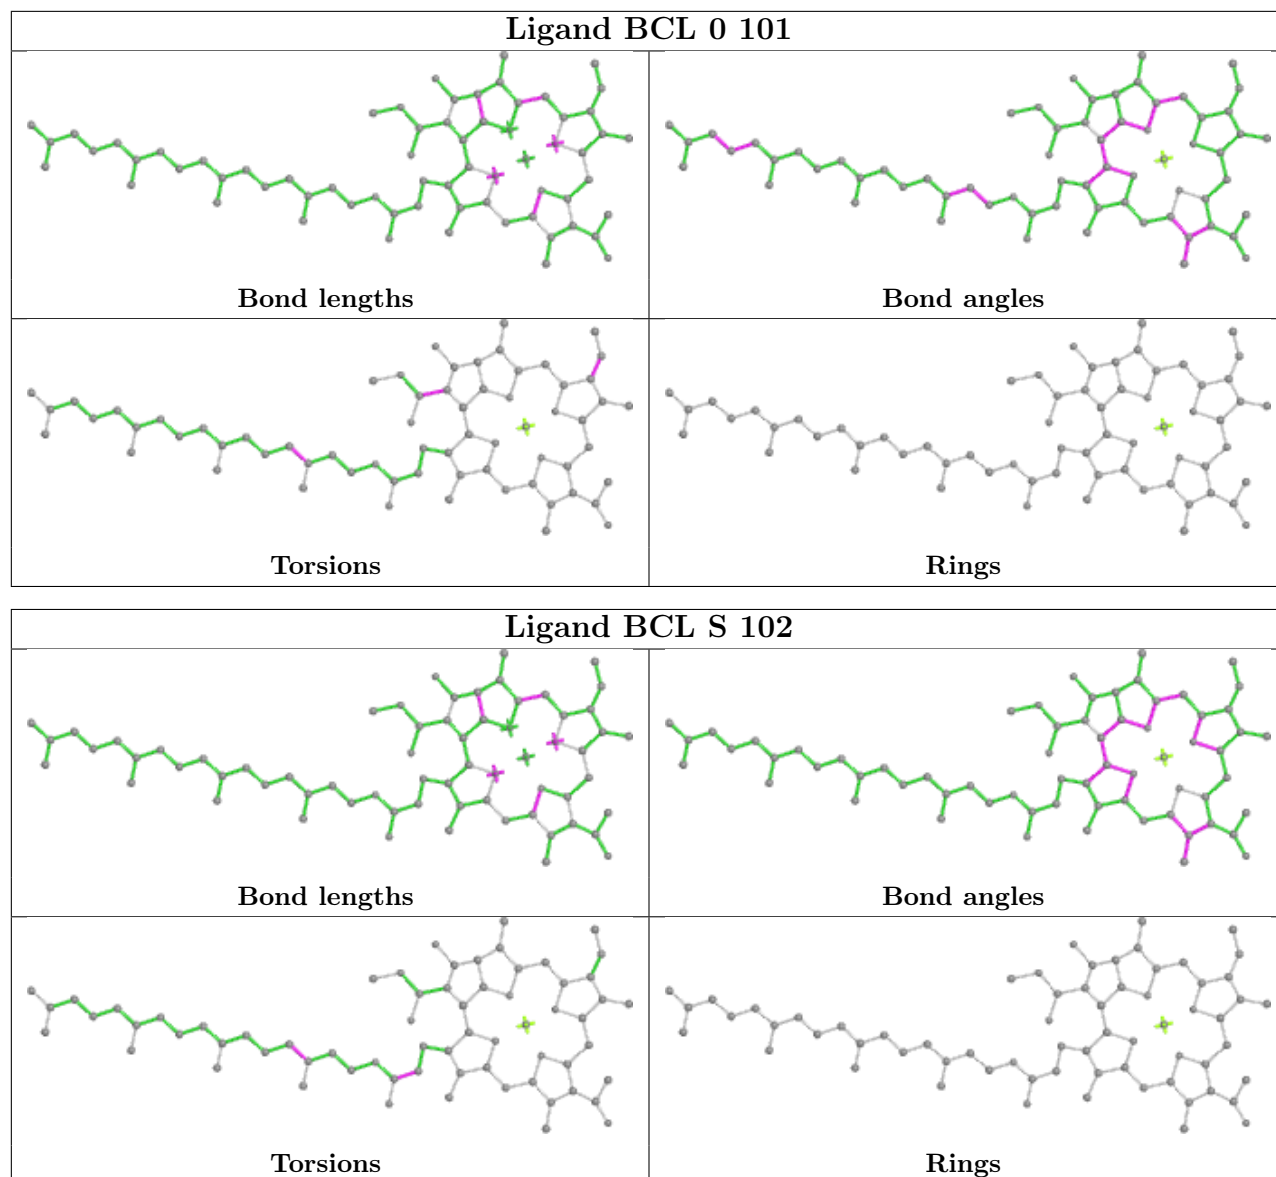 Ligand BCL 0 101
Bond lengths
Bond angles
Torsions
Rings
Ligand BCL S 102
Bond lengths
Bond angles
Torsions
Rings